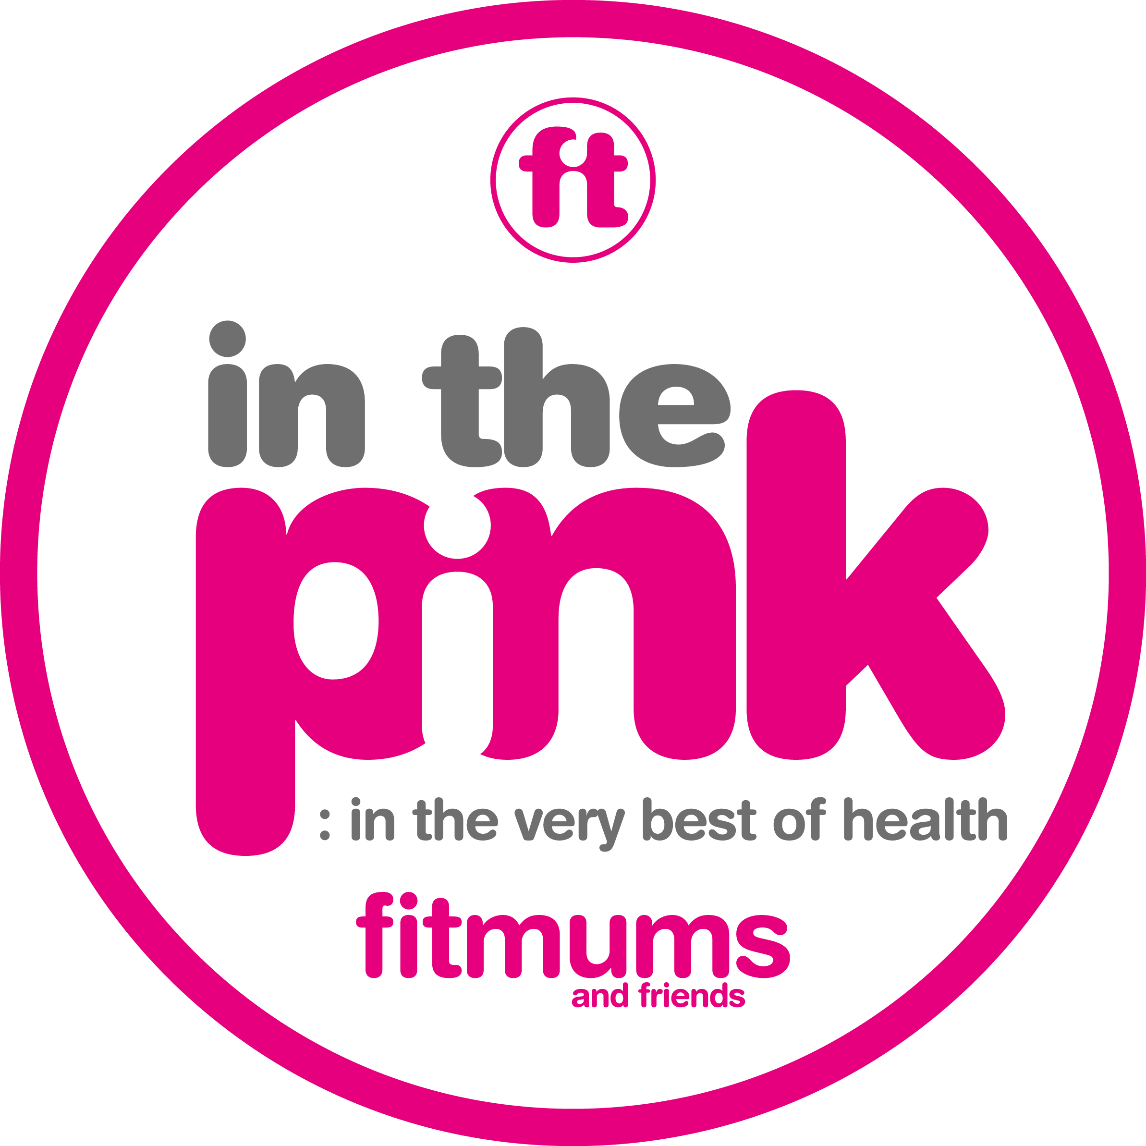 fit
in the
pink
: in the very best of health
fitmums
and friends